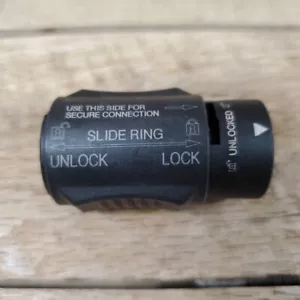 USE THIS SIDE FOR
SECURE CONNECTION
SLIDE RING
UNLOCK LOCK
UNLOCKED